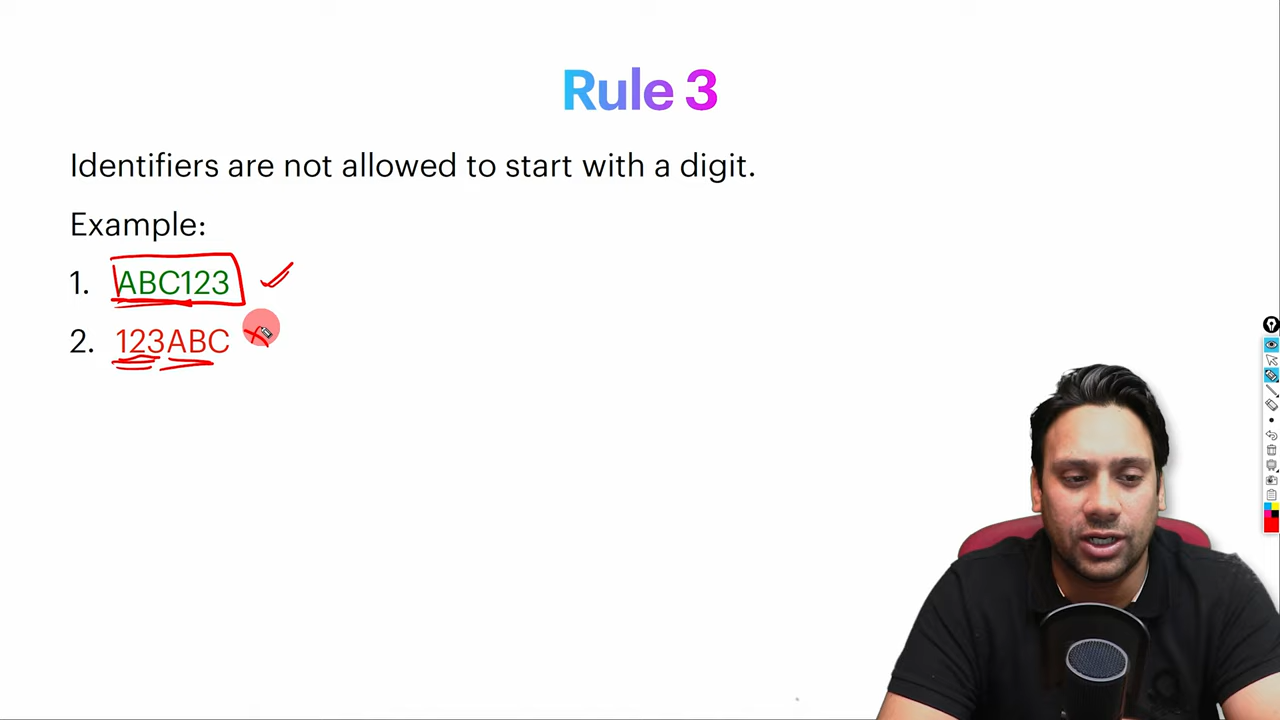 Rule 3
Identifiers are not allowed to start with a digit.
Example:
1. ABC123
2. 123ABC